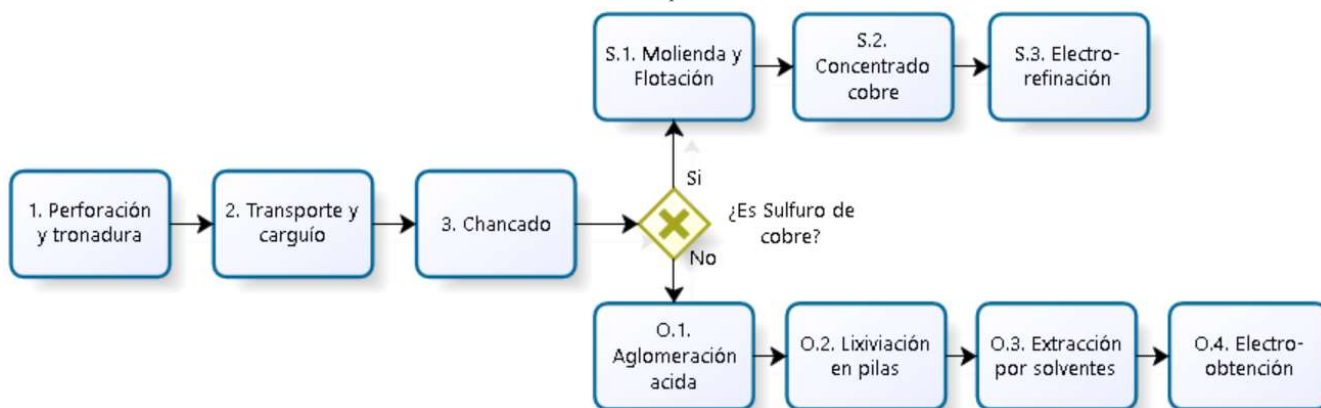 S.1. Molienda y
Flotación
S.2.
Concentrado
cobre
S.3. Electro-
refinación
1. Perforación
y tronadura
2. Transporte y
carguío
3. Chancado
Si
¿Es Sulfuro de
cobre?
No
O.1.
Aglomeración
acida
O.2. Lixiviación
en pilas
O.3. Extracción
por solventes
O.4. Electro-
obtención